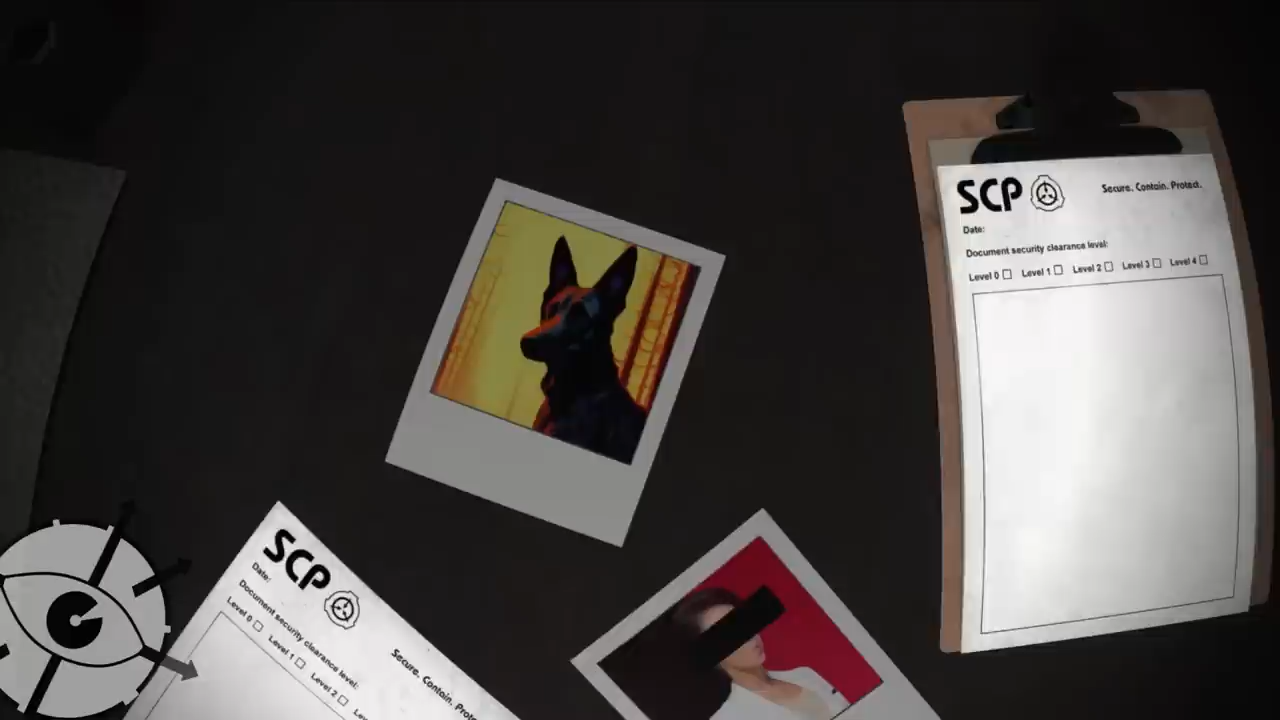 SCP
Secure. Contain. Protect.
Date:
Document security clearance level:
Level 0 Level 1 Level 2 Level 3 Level 4
SCP
Secure. Contain.
Date:
Document security clearance level:
Level 0 Level 1 Level 2